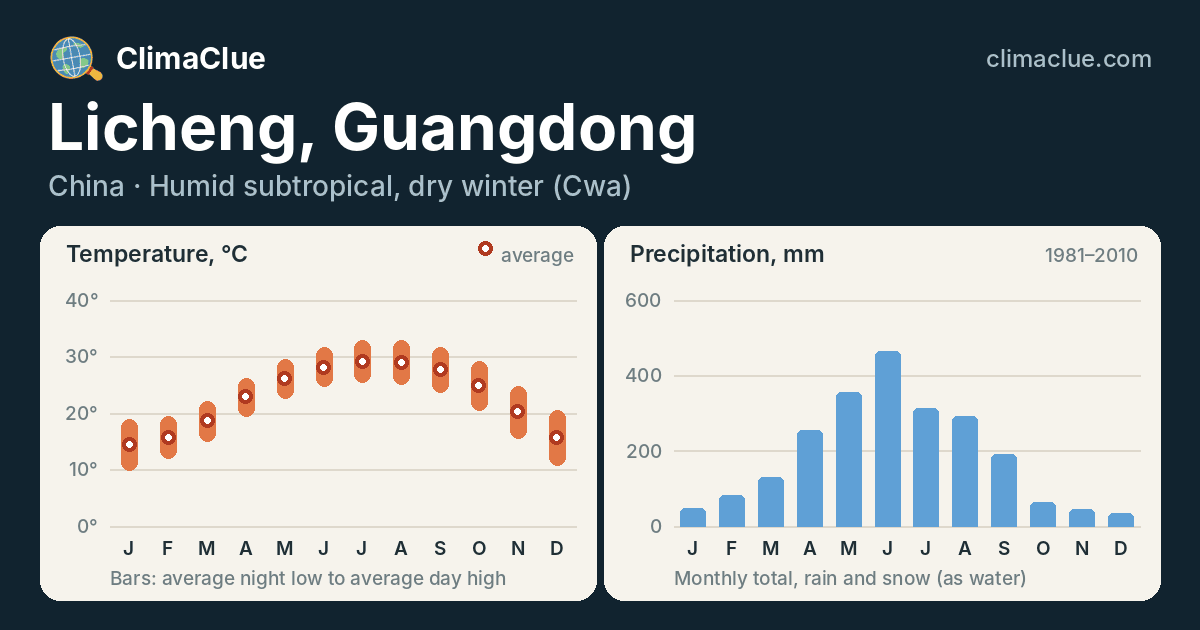 ClimaClue
climaclue.com
Licheng, Guangdong
China · Humid subtropical, dry winter (Cwa)
Temperature, °C
average
40°
30°
20°
10°
0°
J F M A M J J A S O N D
Bars: average night low to average day high
Precipitation, mm
1981–2010
600
400
200
0
J F M A M J J A S O N D
Monthly total, rain and snow (as water)